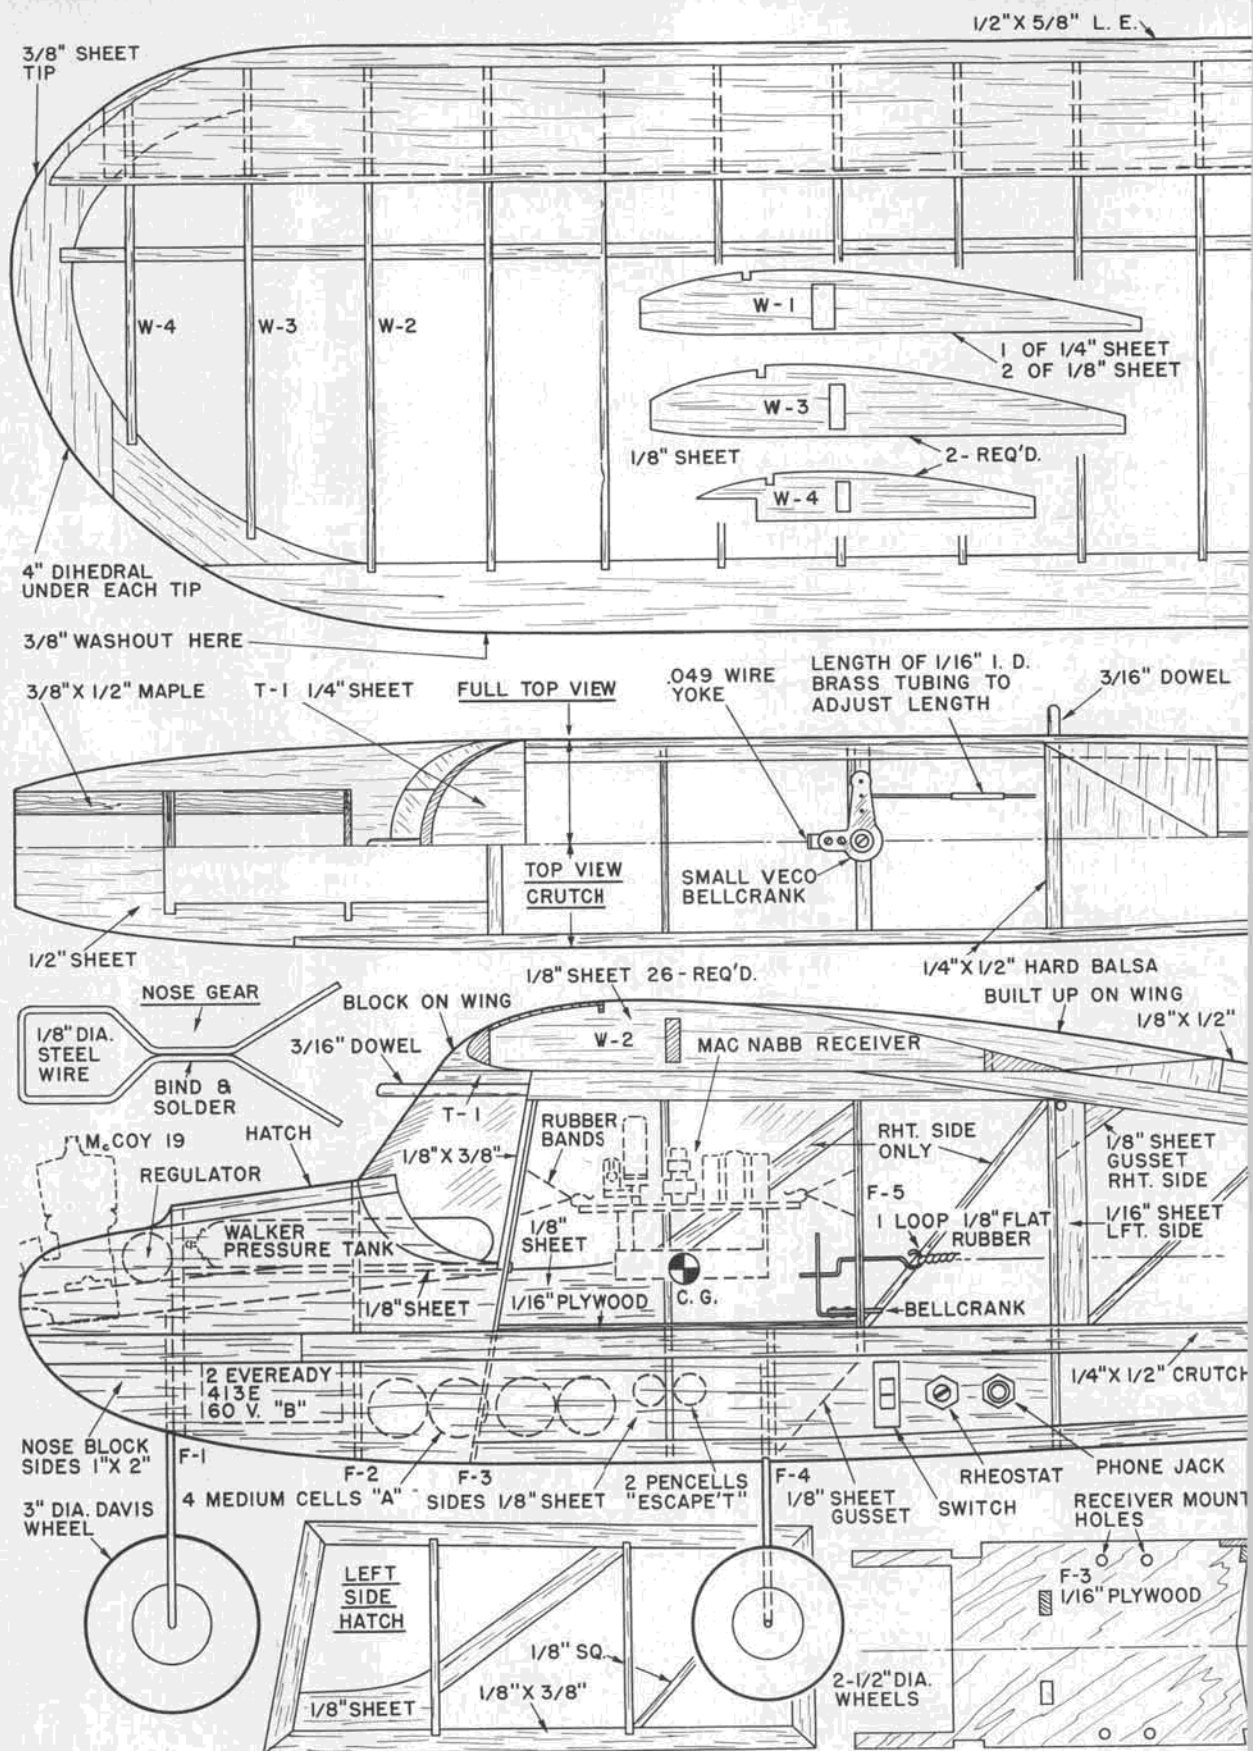 1/2" X 5/8" L. E.
3/8" SHEET
TIP
W-4
W-3
W-2
W-1
1 OF 1/4" SHEET
2 OF 1/8" SHEET
W-3
1/8" SHEET
2- REQ'D.
W-4
4" DIHEDRAL
UNDER EACH TIP
3/8" WASHOUT HERE
3/8" X 1/2" MAPLE
T-1 1/4" SHEET
FULL TOP VIEW
.049 WIRE
YOKE
LENGTH OF 1/16" I. D.
BRASS TUBING TO
ADJUST LENGTH
3/16" DOWEL
TOP VIEW
CRUTCH
SMALL VECO
BELLCRANK
1/2" SHEET
1/4" X 1/2" HARD BALSA
1/8" SHEET 26-REQ'D.
NOSE GEAR
BLOCK ON WING
BUILT UP ON WING
1/8" X 1/2"
1/8" DIA.
STEEL
WIRE
3/16" DOWEL
W-2
MAC NABB RECEIVER
BIND &
SOLDER
T-1
McCOY 19
HATCH
RUBBER
BANDS
RHT. SIDE
ONLY
1/8" SHEET
GUSSET
RHT. SIDE
REGULATOR
1/8" X 3/8"
F-5
WALKER
PRESSURE TANK
1/8"
SHEET
1 LOOP 1/8" FLAT
RUBBER
1/16" SHEET
LFT. SIDE
1/8" SHEET
1/16" PLYWOOD
C. G.
BELLCRANK
2 EVEREADY
413E
60 V. "B"
1/4" X 1/2" CRUTCH
NOSE BLOCK
SIDES 1" X 2"
F-1
F-2
F-3
F-4
4 MEDIUM CELLS "A"
SIDES 1/8" SHEET
2 PENCELLS
"ESCAPE'T"
1/8" SHEET
GUSSET
SWITCH
RHEOSTAT
PHONE JACK
3" DIA. DAVIS
WHEEL
RECEIVER MOUNT
HOLES
LEFT
SIDE
HATCH
F-3
1/16" PLYWOOD
1/8" SQ.
1/8" SHEET
1/8" X 3/8"
2-1/2" DIA.
WHEELS